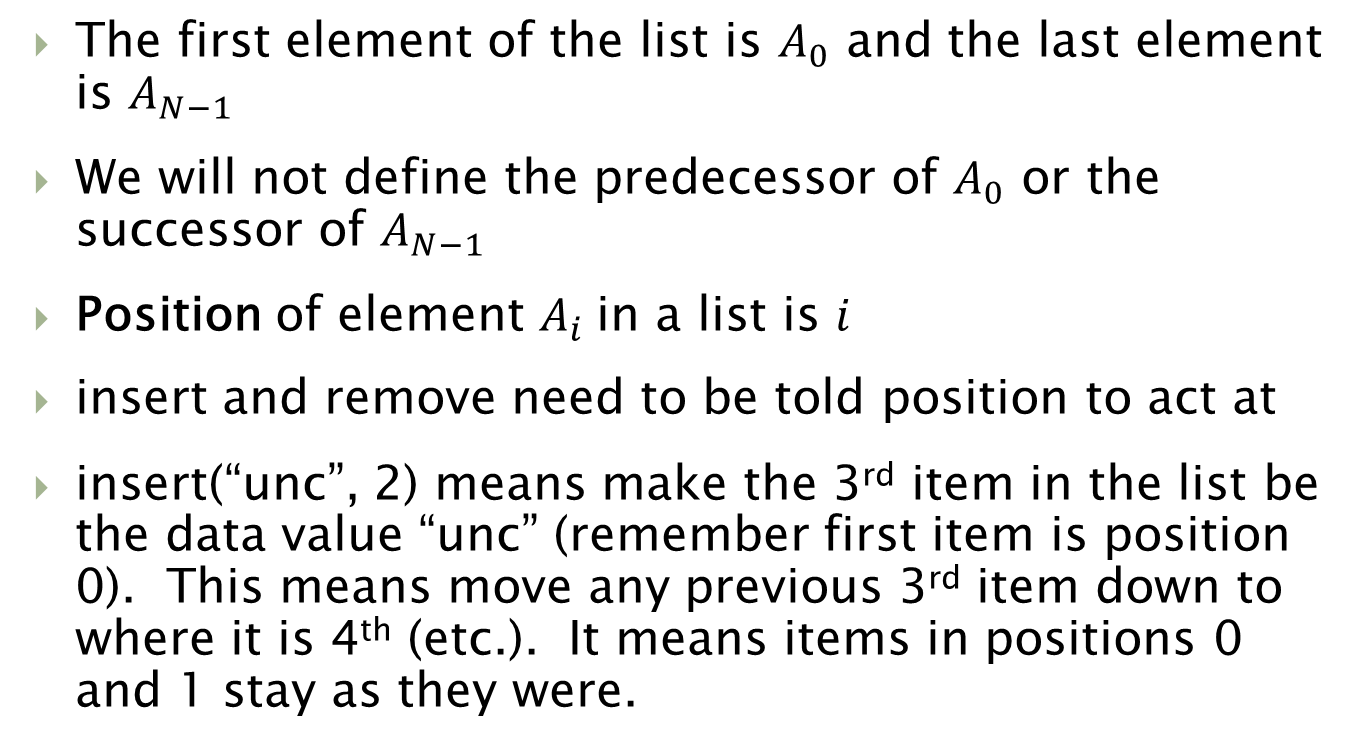 The first element of the list is A₀ and the last element
is A_{N−1}
We will not define the predecessor of A₀ or the
successor of A_{N−1}
Position of element Aᵢ in a list is i
insert and remove need to be told position to act at
insert(“unc”, 2) means make the 3rd item in the list be
the data value “unc” (remember first item is position
0).  This means move any previous 3rd item down to
where it is 4th (etc.).  It means items in positions 0
and 1 stay as they were.